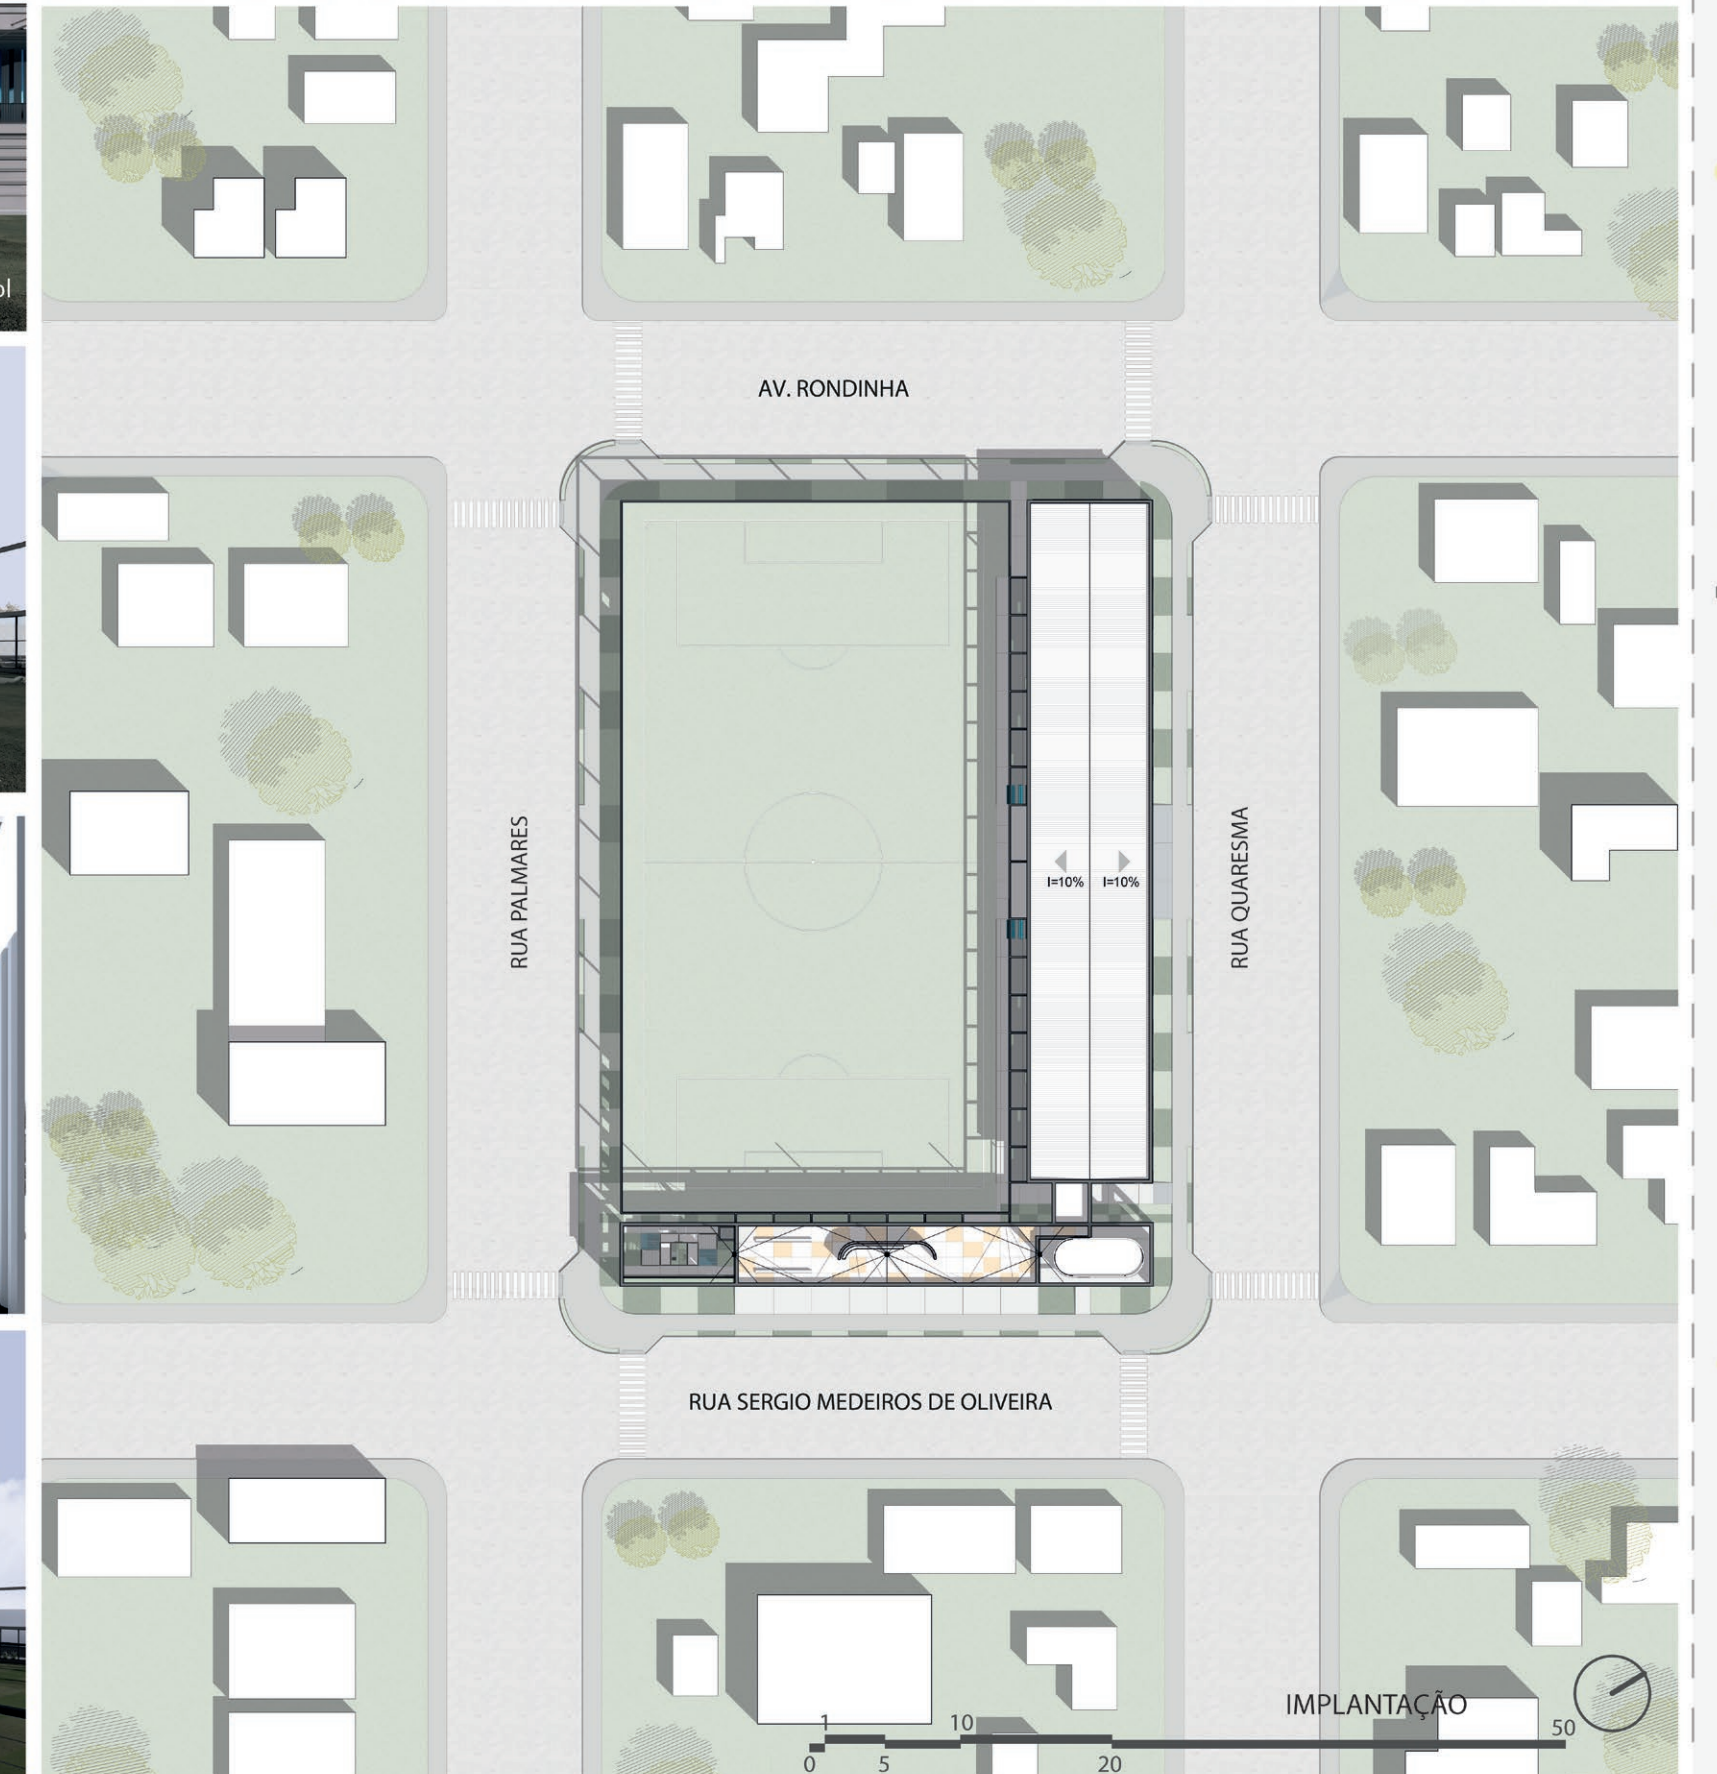 ol
AV. RONDINHA
RUA PALMARES
RUA QUARESMA
I=10% I=10%
RUA SERGIO MEDEIROS DE OLIVEIRA
IMPLANTAÇÃO
1 10 50
0 5 20